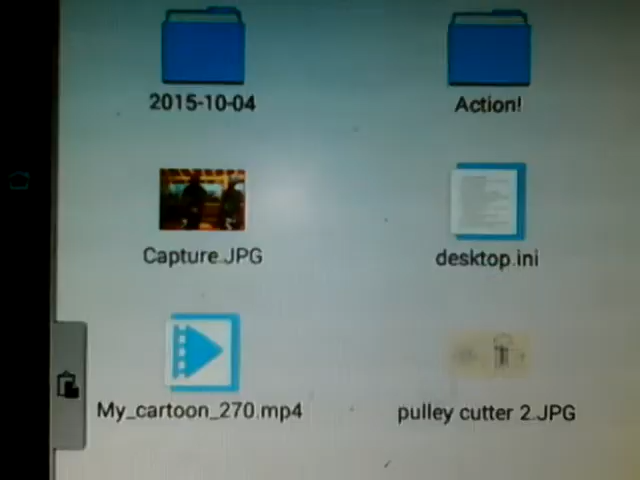 2015-10-04
Action!
Capture.JPG
desktop.ini
My_cartoon_270.mp4
pulley cutter 2.JPG